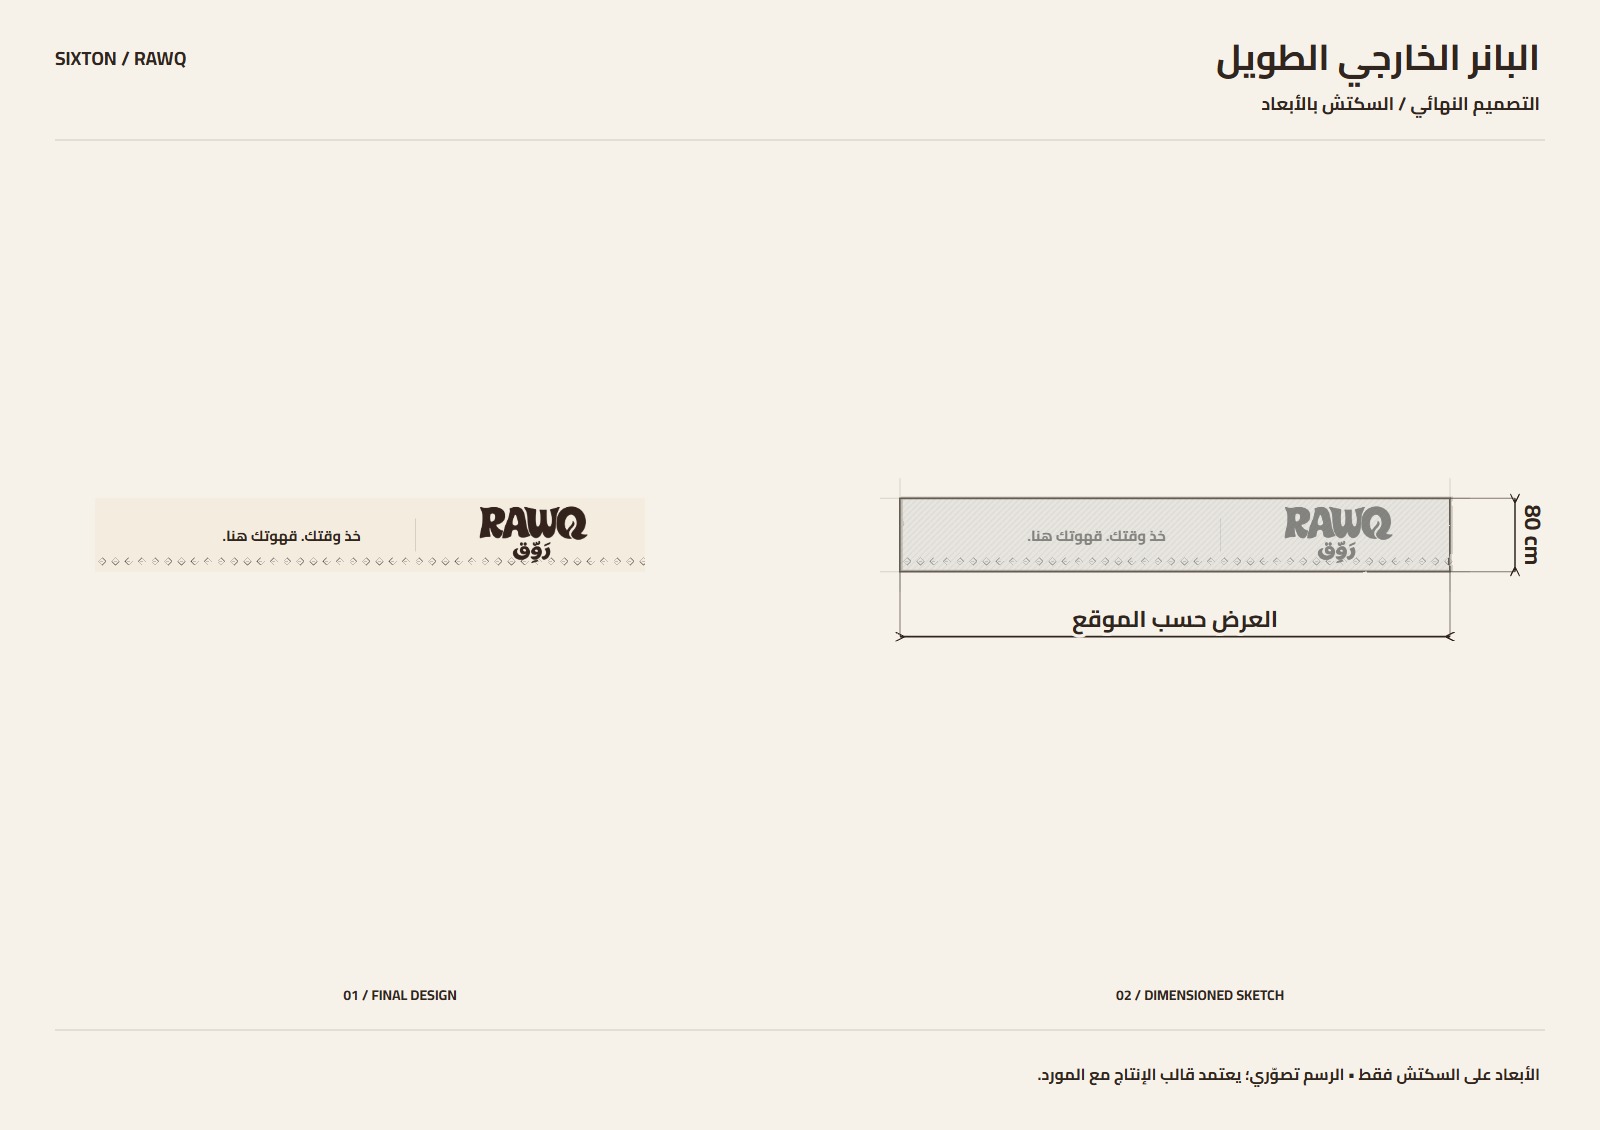 SIXTON / RAWQ
البانر الخارجي الطويل
التصميم النهائي / السكتش بالأبعاد
RAWQ
رَوّق
خذ وقتك. قهوتك هنا.
RAWQ
رَوّق
خذ وقتك. قهوتك هنا.
80 cm
العرض حسب الموقع
01 / FINAL DESIGN
02 / DIMENSIONED SKETCH
الأبعاد على السكتش فقط • الرسم تصوّري؛ يعتمد قالب الإنتاج مع المورد.